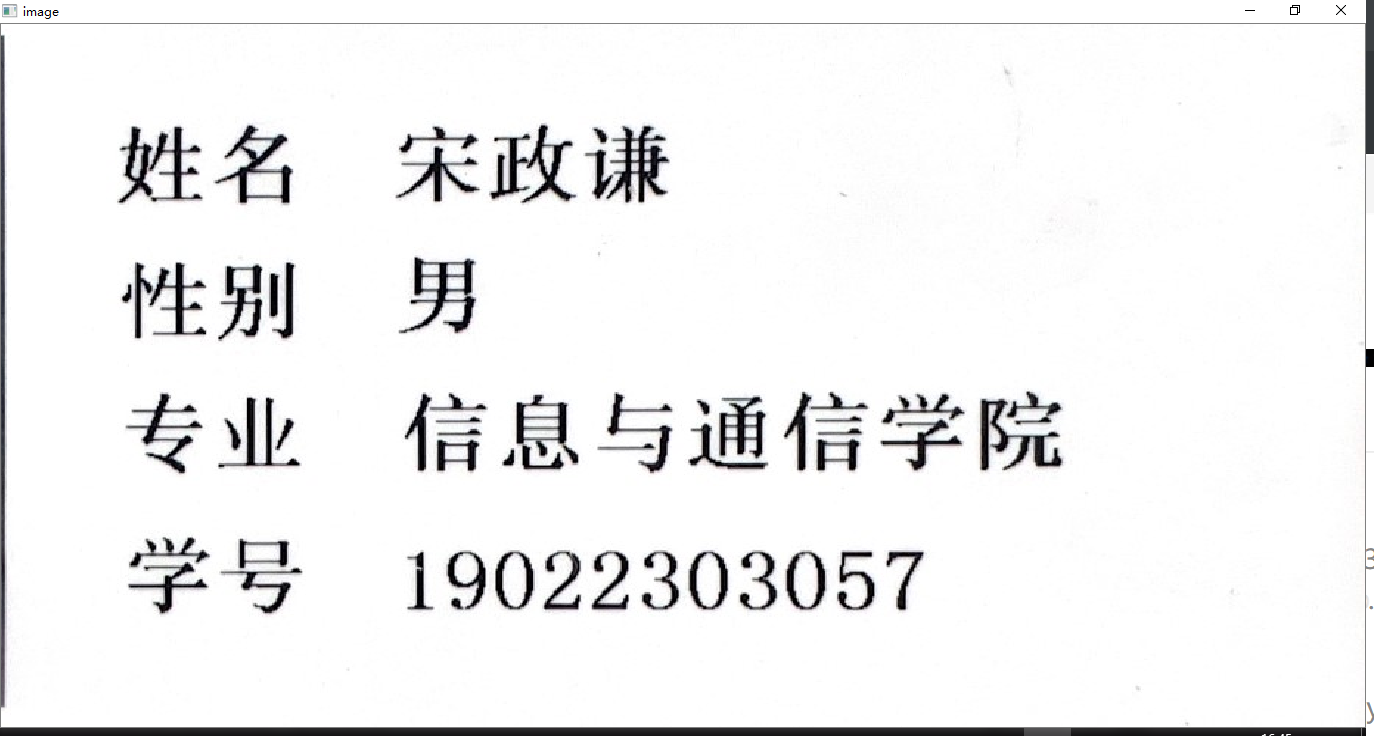 image
姓名 宋政谦
性别 男
专业 信息与通信学院
学号 19022303057